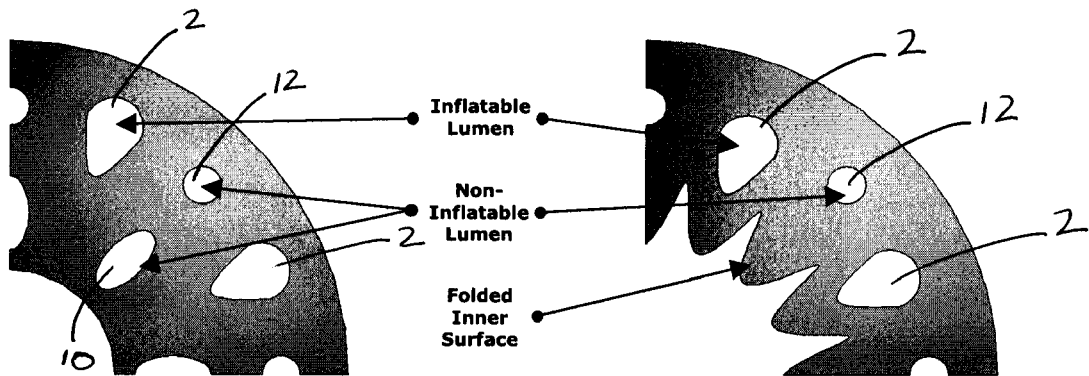 2
12
2
10
Inflatable
Lumen
Non-
Inflatable
Lumen
Folded
Inner
Surface
2
12
2